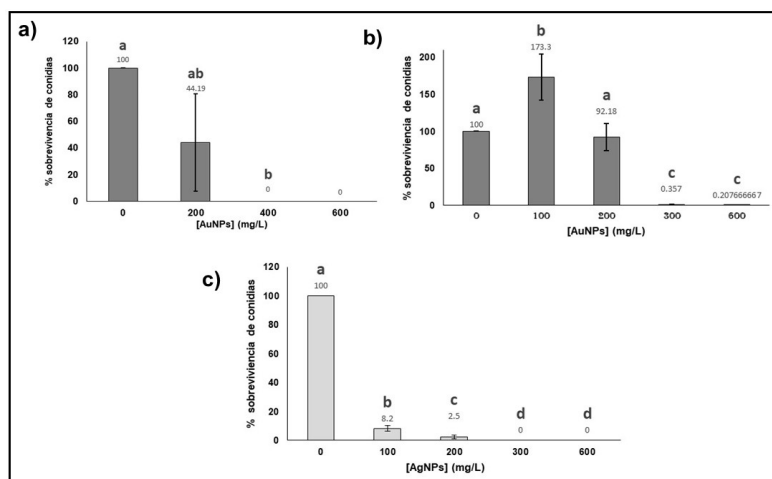 a)
120
100
80
60
40
20
0
% sobrevivencia de conidias
a
100
ab
44.19
b
0
0
0
200
400
600
[AuNPs] (mg/L)
b)
200
150
100
50
0
% sobreviviencia de conidias
a
100
b
173.3
a
92.18
c
0.357
c
0.207666667
0
100
200
300
600
[AuNPs] (mg/L)
c)
120
100
80
60
40
20
0
% sobreviviencia de conidias
a
100
b
8.2
c
2.5
d
0
d
0
0
100
200
300
600
[AgNPs] (mg/L)